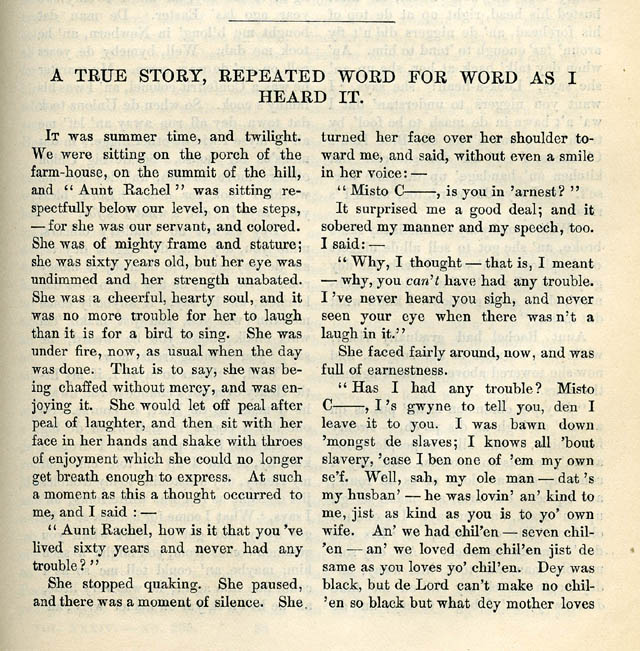 A TRUE STORY, REPEATED WORD FOR WORD AS I
HEARD IT.
IT was summer time, and twilight.
We were sitting on the porch of the
farm-house, on the summit of the hill,
and "Aunt Rachel" was sitting re-
spectfully below our level, on the steps,
— for she was our servant, and colored.
She was of mighty frame and stature;
she was sixty years old, but her eye was
undimmed and her strength unabated.
She was a cheerful, hearty soul, and it
was no more trouble for her to laugh
than it is for a bird to sing. She was
under fire, now, as usual when the day
was done. That is to say, she was be-
ing chaffed without mercy, and was en-
joying it. She would let off peal after
peal of laughter, and then sit with her
face in her hands and shake with throes
of enjoyment which she could no longer
get breath enough to express. At such
a moment as this a thought occurred to
me, and I said : —
"Aunt Rachel, how is it that you 've
lived sixty years and never had any
trouble?"
She stopped quaking. She paused,
and there was a moment of silence. She
turned her face over her shoulder to-
ward me, and said, without even a smile
in her voice: —
"Misto C——, is you in 'arnest?"
It surprised me a good deal; and it
sobered my manner and my speech, too.
I said: —
"Why, I thought — that is, I meant
— why, you can't have had any trouble.
I 've never heard you sigh, and never
seen your eye when there was n't a
laugh in it."
She faced fairly around, now, and was
full of earnestness.
"Has I had any trouble? Misto
C——, I 's gwyne to tell you, den I
leave it to you. I was bawn down
'mongst de slaves; I knows all 'bout
slavery, 'case I ben one of 'em my own
se'f. Well, sah, my ole man — dat 's
my husban' — he was lovin' an' kind to
me, jist as kind as you is to yo' own
wife. An' we had chil'en — seven chil-
'en — an' we loved dem chil'en jist de
same as you loves yo' chil'en. Dey was
black, but de Lord can't make no chil-
'en so black but what dey mother loves